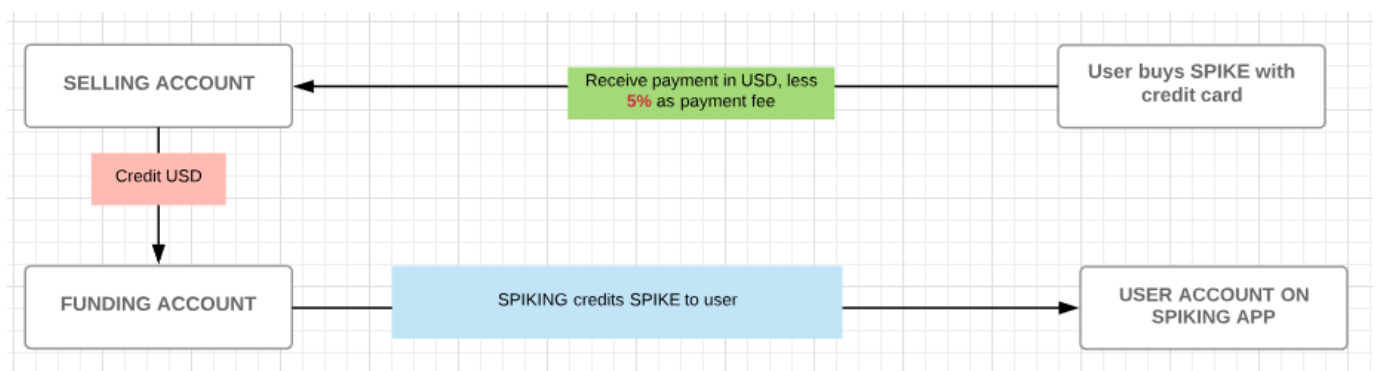 SELLING ACCOUNT
Receive payment in USD, less
5% as payment fee
User buys SPIKE with
credit card
Credit USD
FUNDING ACCOUNT
SPIKING credits SPIKE to user
USER ACCOUNT ON
SPIKING APP